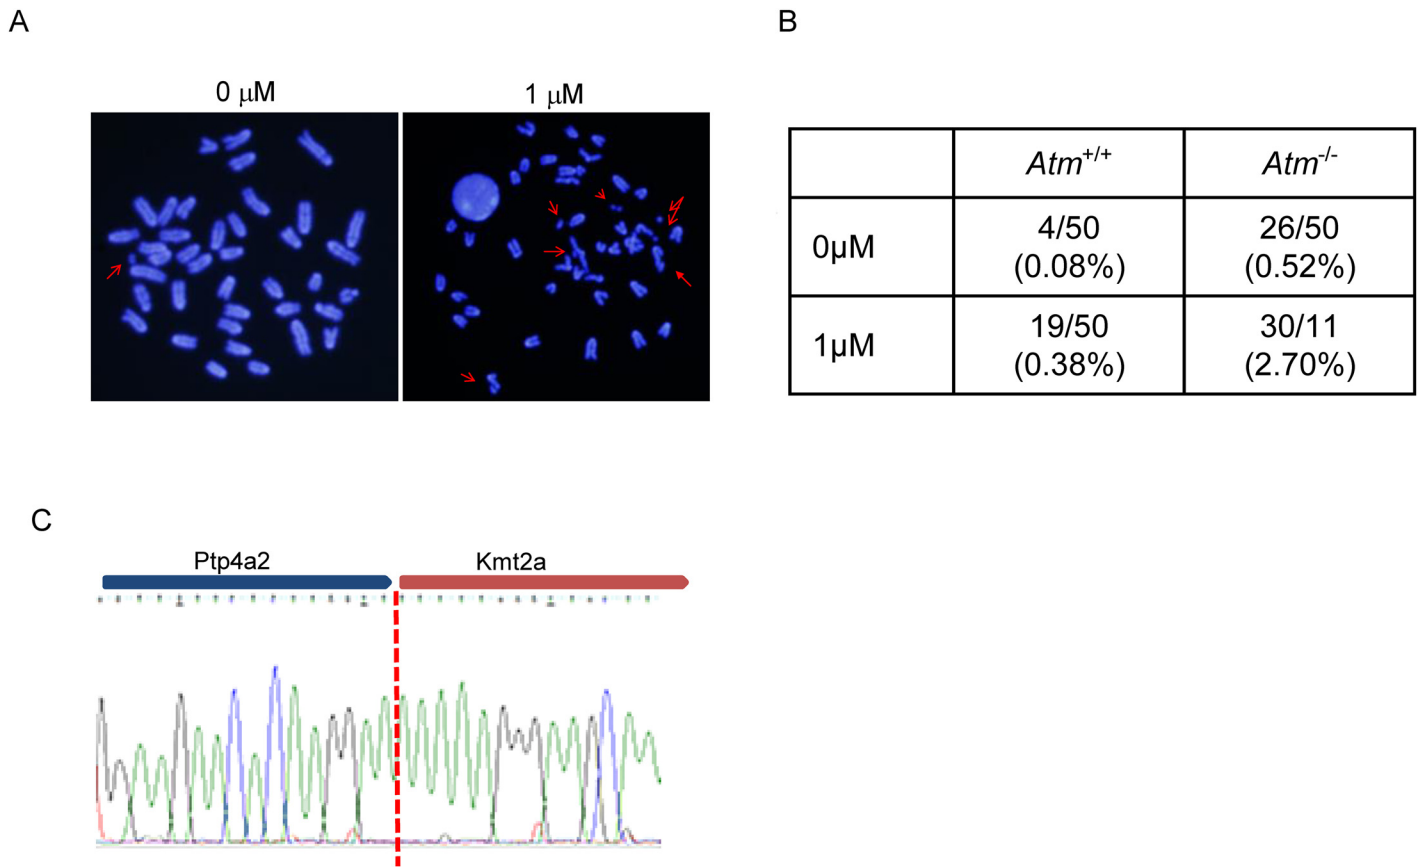 A
B
0 μM
1 μM
Atm+/+
Atm-/-
0µM
4/50
(0.08%)
26/50
(0.52%)
1µM
19/50
(0.38%)
30/11
(2.70%)
C
Ptp4a2
Kmt2a